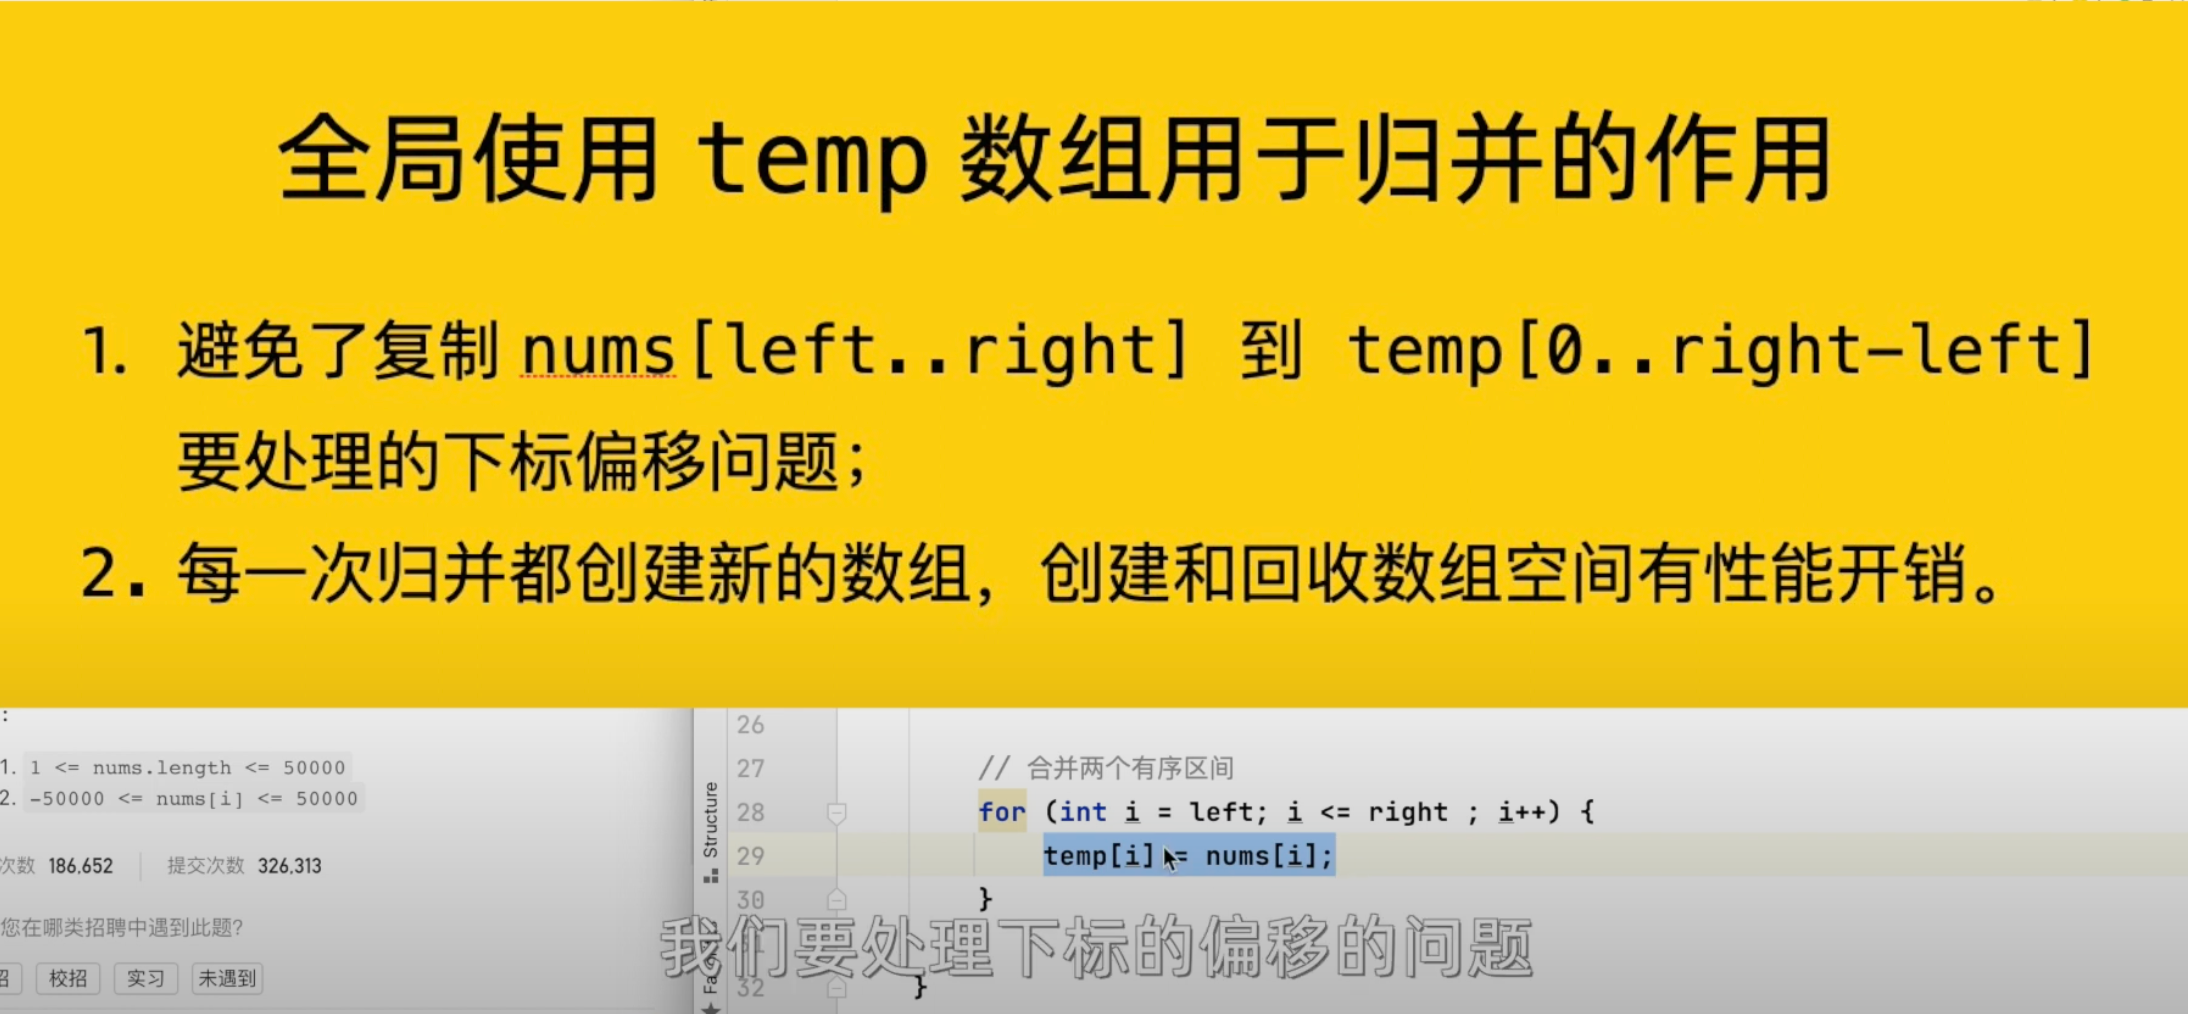 全局使用 temp 数组用于归并的作用
1. 避免了复制 nums[left..right] 到 temp[0..right-left]
要处理的下标偏移问题;
2. 每一次归并都创建新的数组，创建和回收数组空间有性能开销。
:
1. 1 <= nums.length <= 50000
2. -50000 <= nums[i] <= 50000
次数 186,652 提交次数 326,313
您在哪类招聘中遇到此题?
招 校招 实习 未遇到
Structure
26
27 // 合并两个有序区间
28 for (int i = left; i <= right ; i++) {
29 temp[i] = nums[i];
30 }
32 }
我们要处理下标的偏移的问题